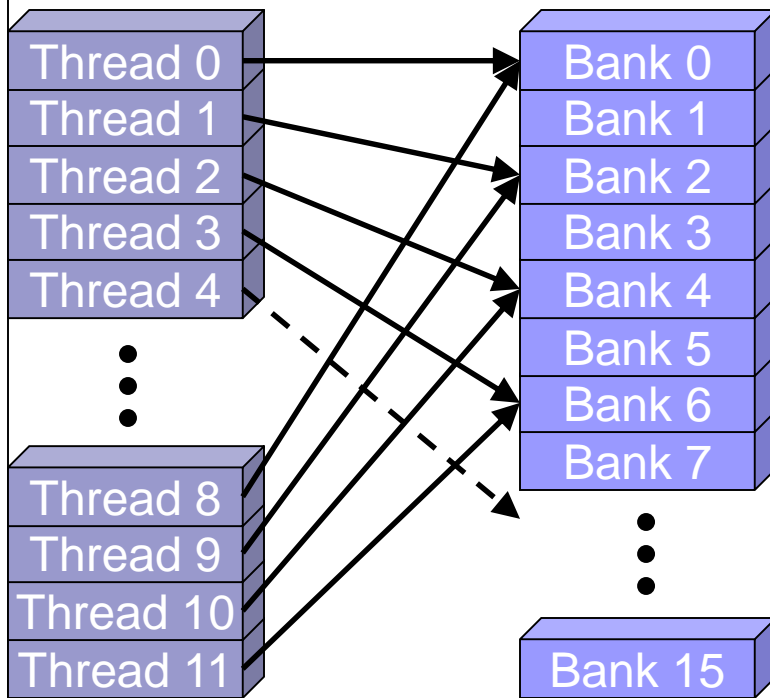 Thread 0
Thread 1
Thread 2
Thread 3
Thread 4
Thread 8
Thread 9
Thread 10
Thread 11
Bank 0
Bank 1
Bank 2
Bank 3
Bank 4
Bank 5
Bank 6
Bank 7
Bank 15